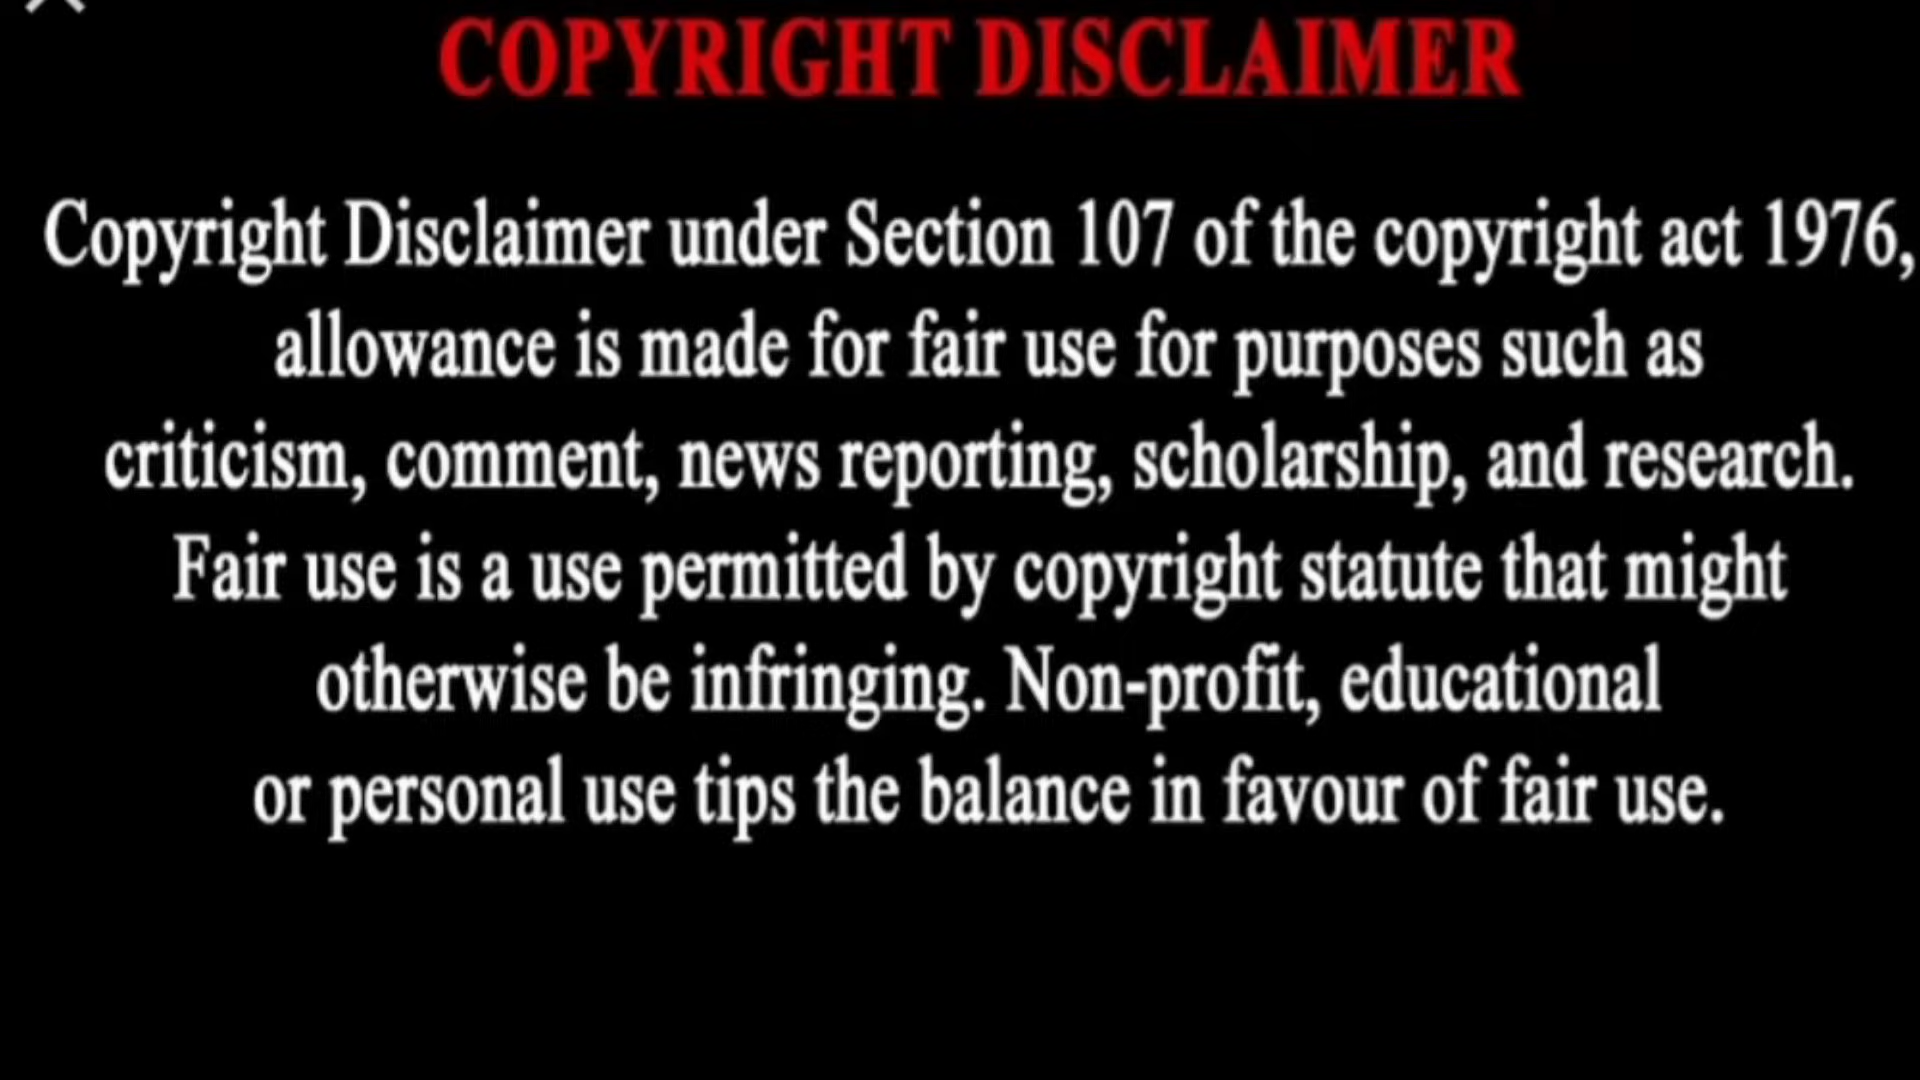 COPYRIGHT DISCLAIMER
Copyright Disclaimer under Section 107 of the copyright act 1976,
allowance is made for fair use for purposes such as
criticism, comment, news reporting, scholarship, and research.
Fair use is a use permitted by copyright statute that might
otherwise be infringing. Non-profit, educational
or personal use tips the balance in favour of fair use.